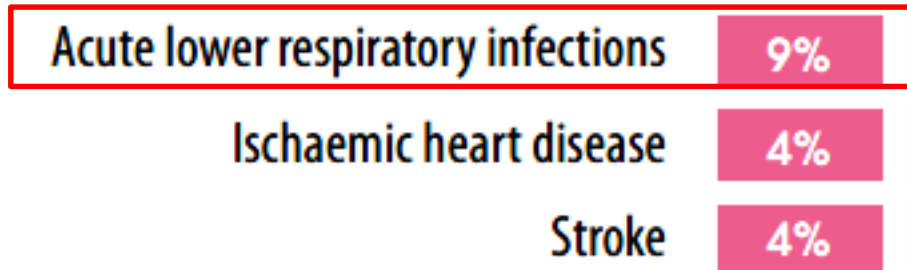 Acute lower respiratory infections 9%
Ischaemic heart disease 4%
Stroke 4%